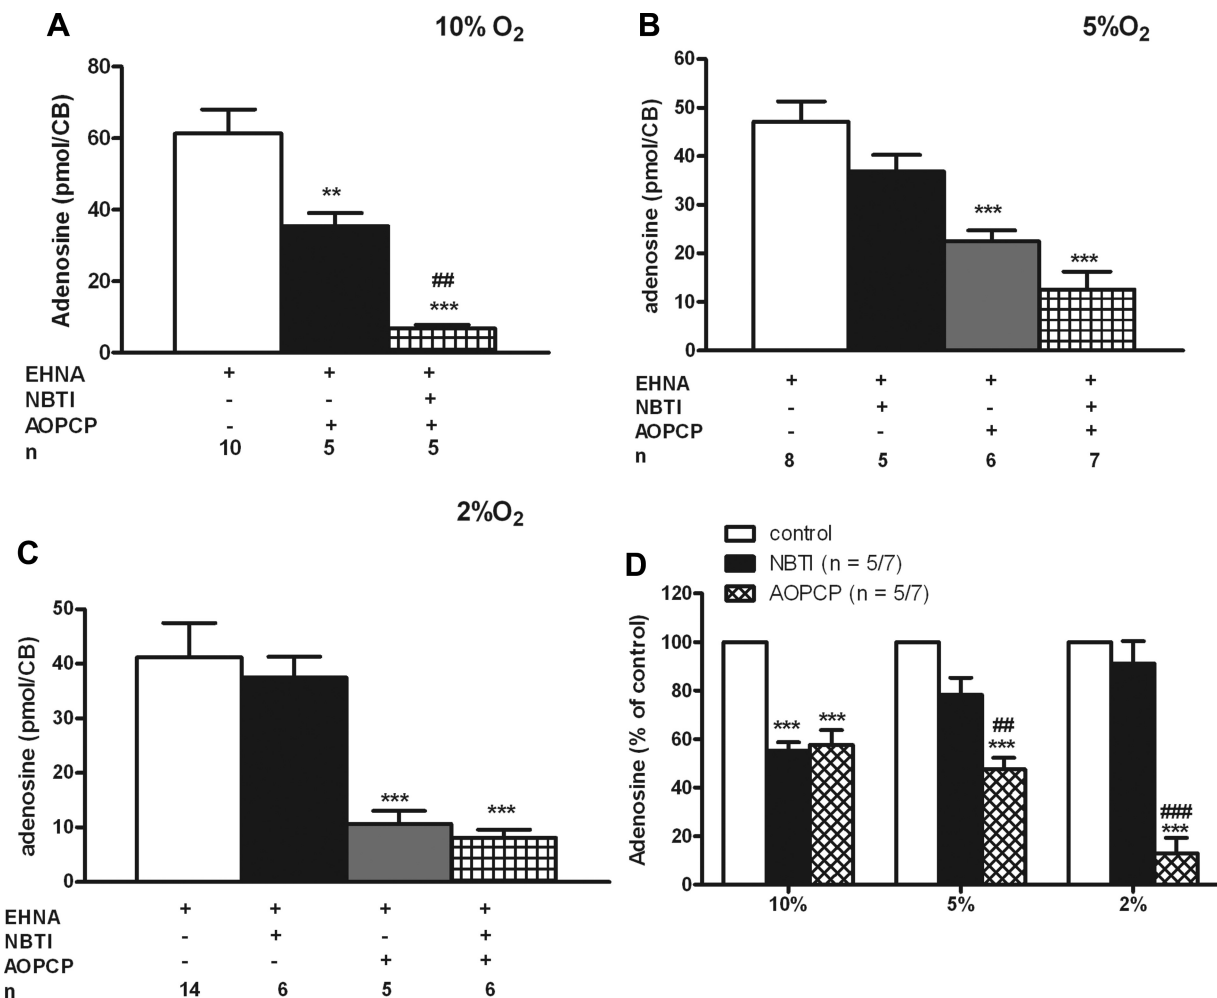 A
10% O2
Adenosine (pmol/CB)
80
60
40
20
0
**
##
***
EHNA + + +
NBTI - - +
AOPCP - + +
n 10 5 5
B
5%O2
adenosine (pmol/CB)
60
50
40
30
20
10
0
***
***
EHNA + + + +
NBTI - + - +
AOPCP - - + +
n 8 5 6 7
C
2%O2
adenosine (pmol/CB)
50
40
30
20
10
0
***
***
EHNA + + + +
NBTI - + - +
AOPCP - - + +
n 14 6 5 6
D
control
NBTI (n = 5/7)
AOPCP (n = 5/7)
Adenosine (% of control)
120
100
80
60
40
20
0
*** ***
##
***
###
***
10% 5% 2%